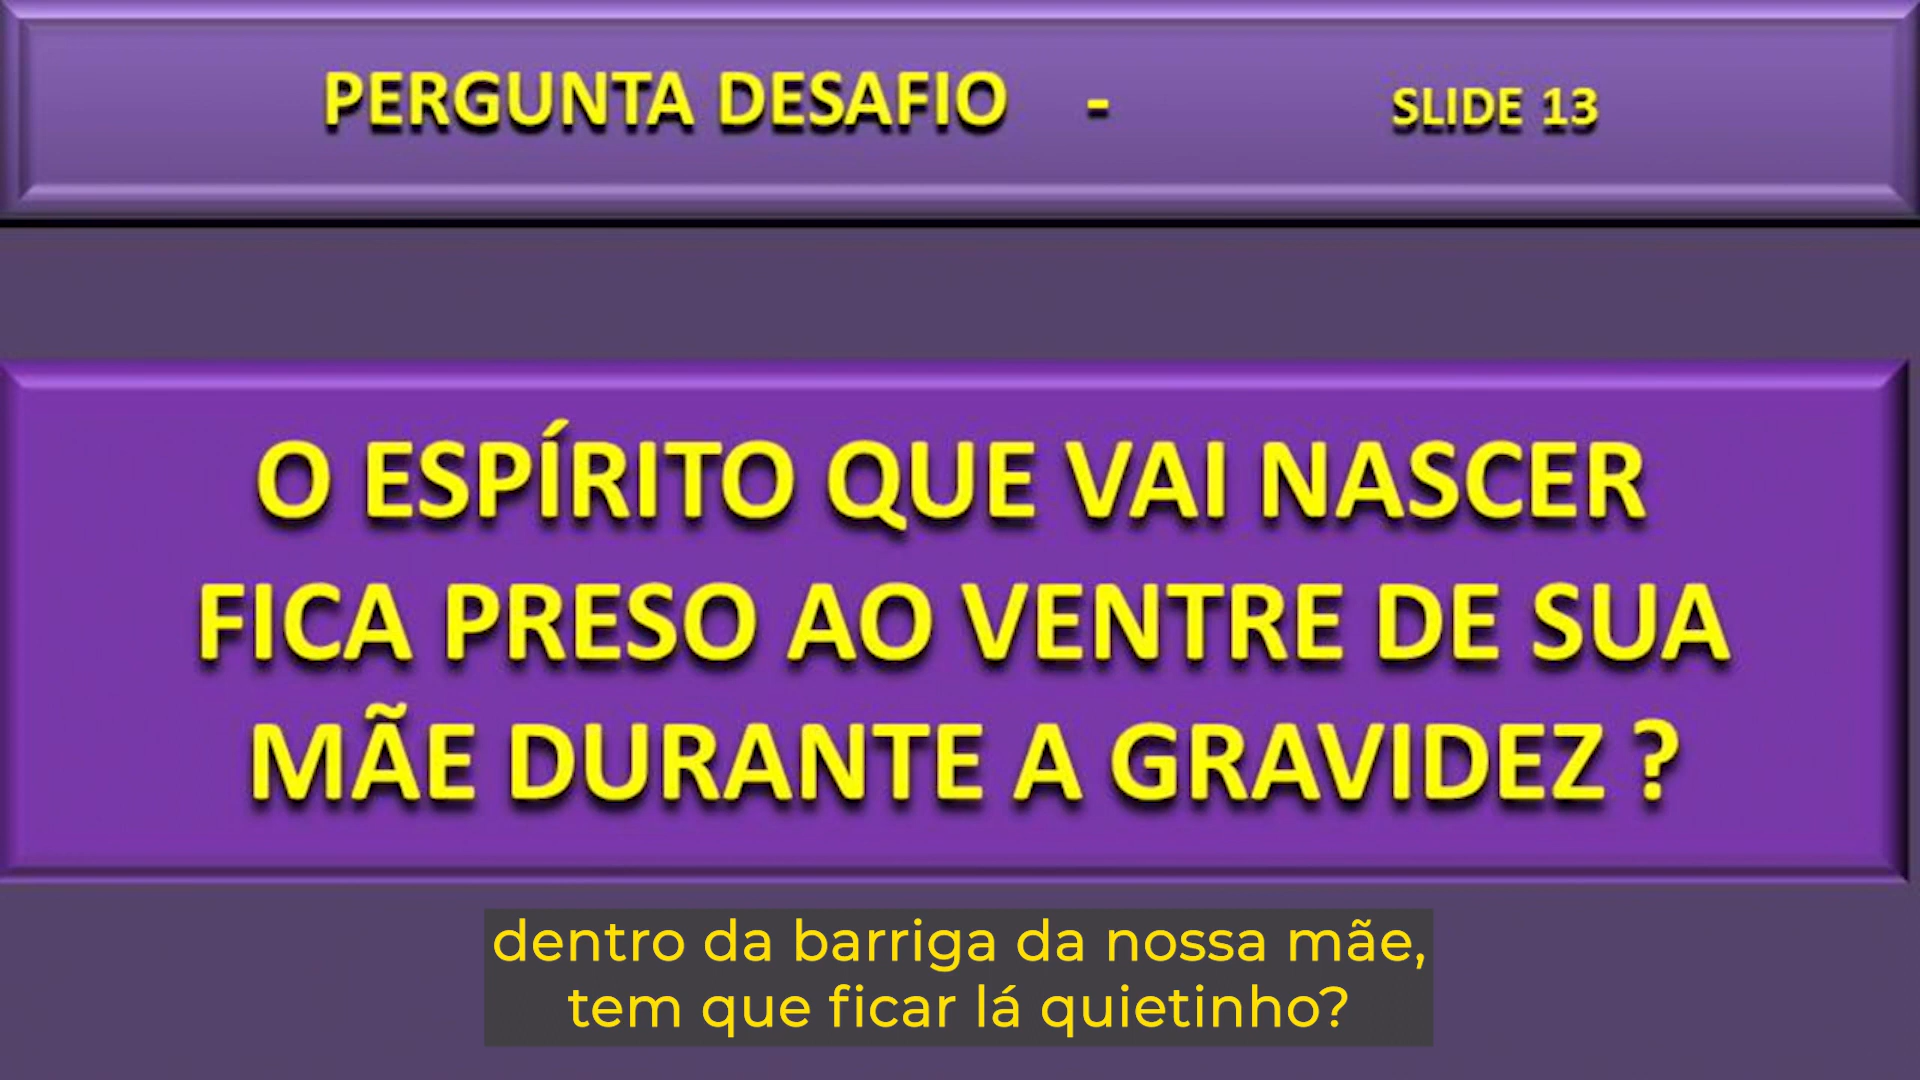 PERGUNTA DESAFIO - SLIDE 13
O ESPÍRITO QUE VAI NASCER
FICA PRESO AO VENTRE DE SUA
MÃE DURANTE A GRAVIDEZ ?
dentro da barriga da nossa mãe,
tem que ficar lá quietinho?